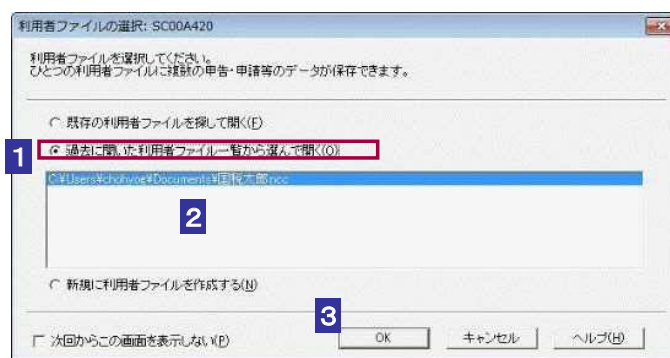 利用者ファイルの選択: SC00A420
利用者ファイルを選択してください。
ひとつの利用者ファイルに複数の申告・申請等のデータが保存できます。
既存の利用者ファイルを探して開く(F)
1
過去に開いた利用者ファイル一覧から選んで開く(O)
C:¥Users¥chohyog¥Documents¥国税太郎.ncc
2
新規に利用者ファイルを作成する(N)
3
次回からこの画面を表示しない(P)
OK
キャンセル
ヘルプ(H)